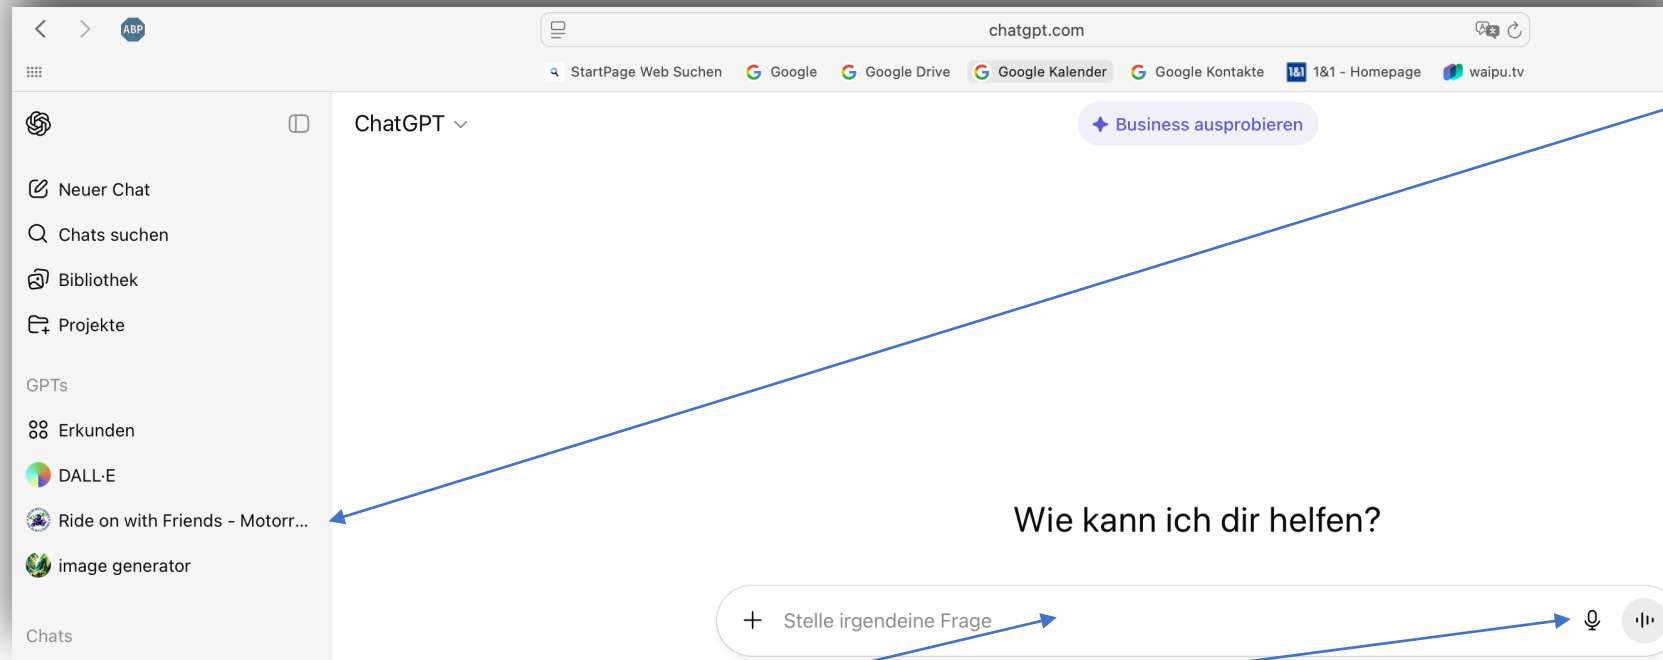 ABP
chatgpt.com
StartPage Web Suchen Google Google Drive Google Kalender Google Kontakte 1&1 1&1 - Homepage waipu.tv
ChatGPT
Business ausprobieren
Neuer Chat
Chats suchen
Bibliothek
Projekte
GPTs
Erkunden
DALL·E
Ride on with Friends - Motorr...
image generator
Chats
Wie kann ich dir helfen?
Stelle irgendeine Frage